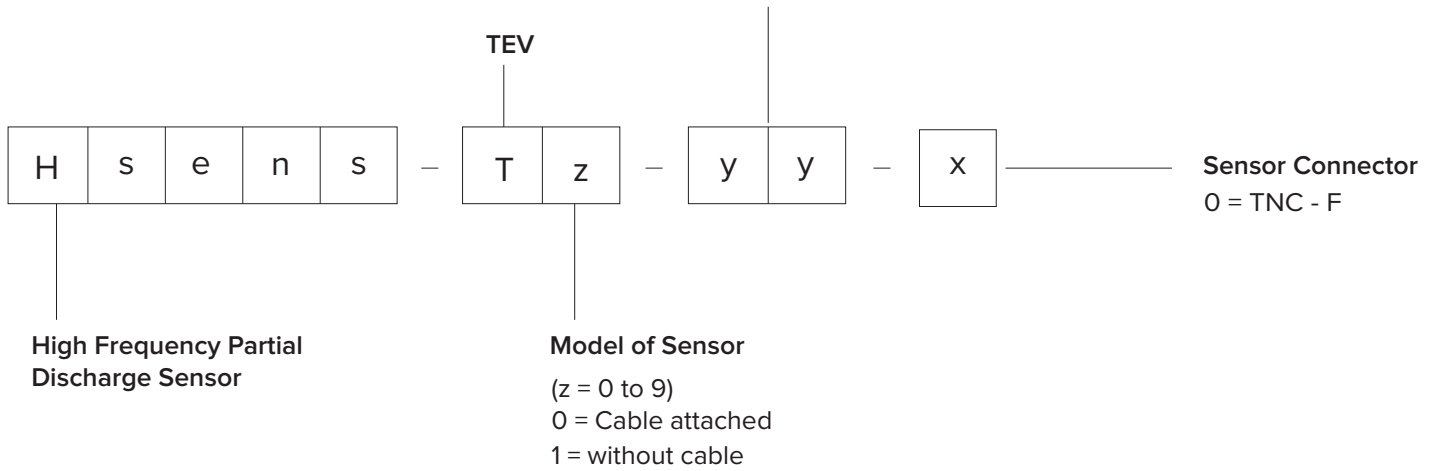 TEV
H s e n s – T z – y y – x
Sensor Connector
0 = TNC - F
High Frequency Partial
Discharge Sensor
Model of Sensor
(z = 0 to 9)
0 = Cable attached
1 = without cable